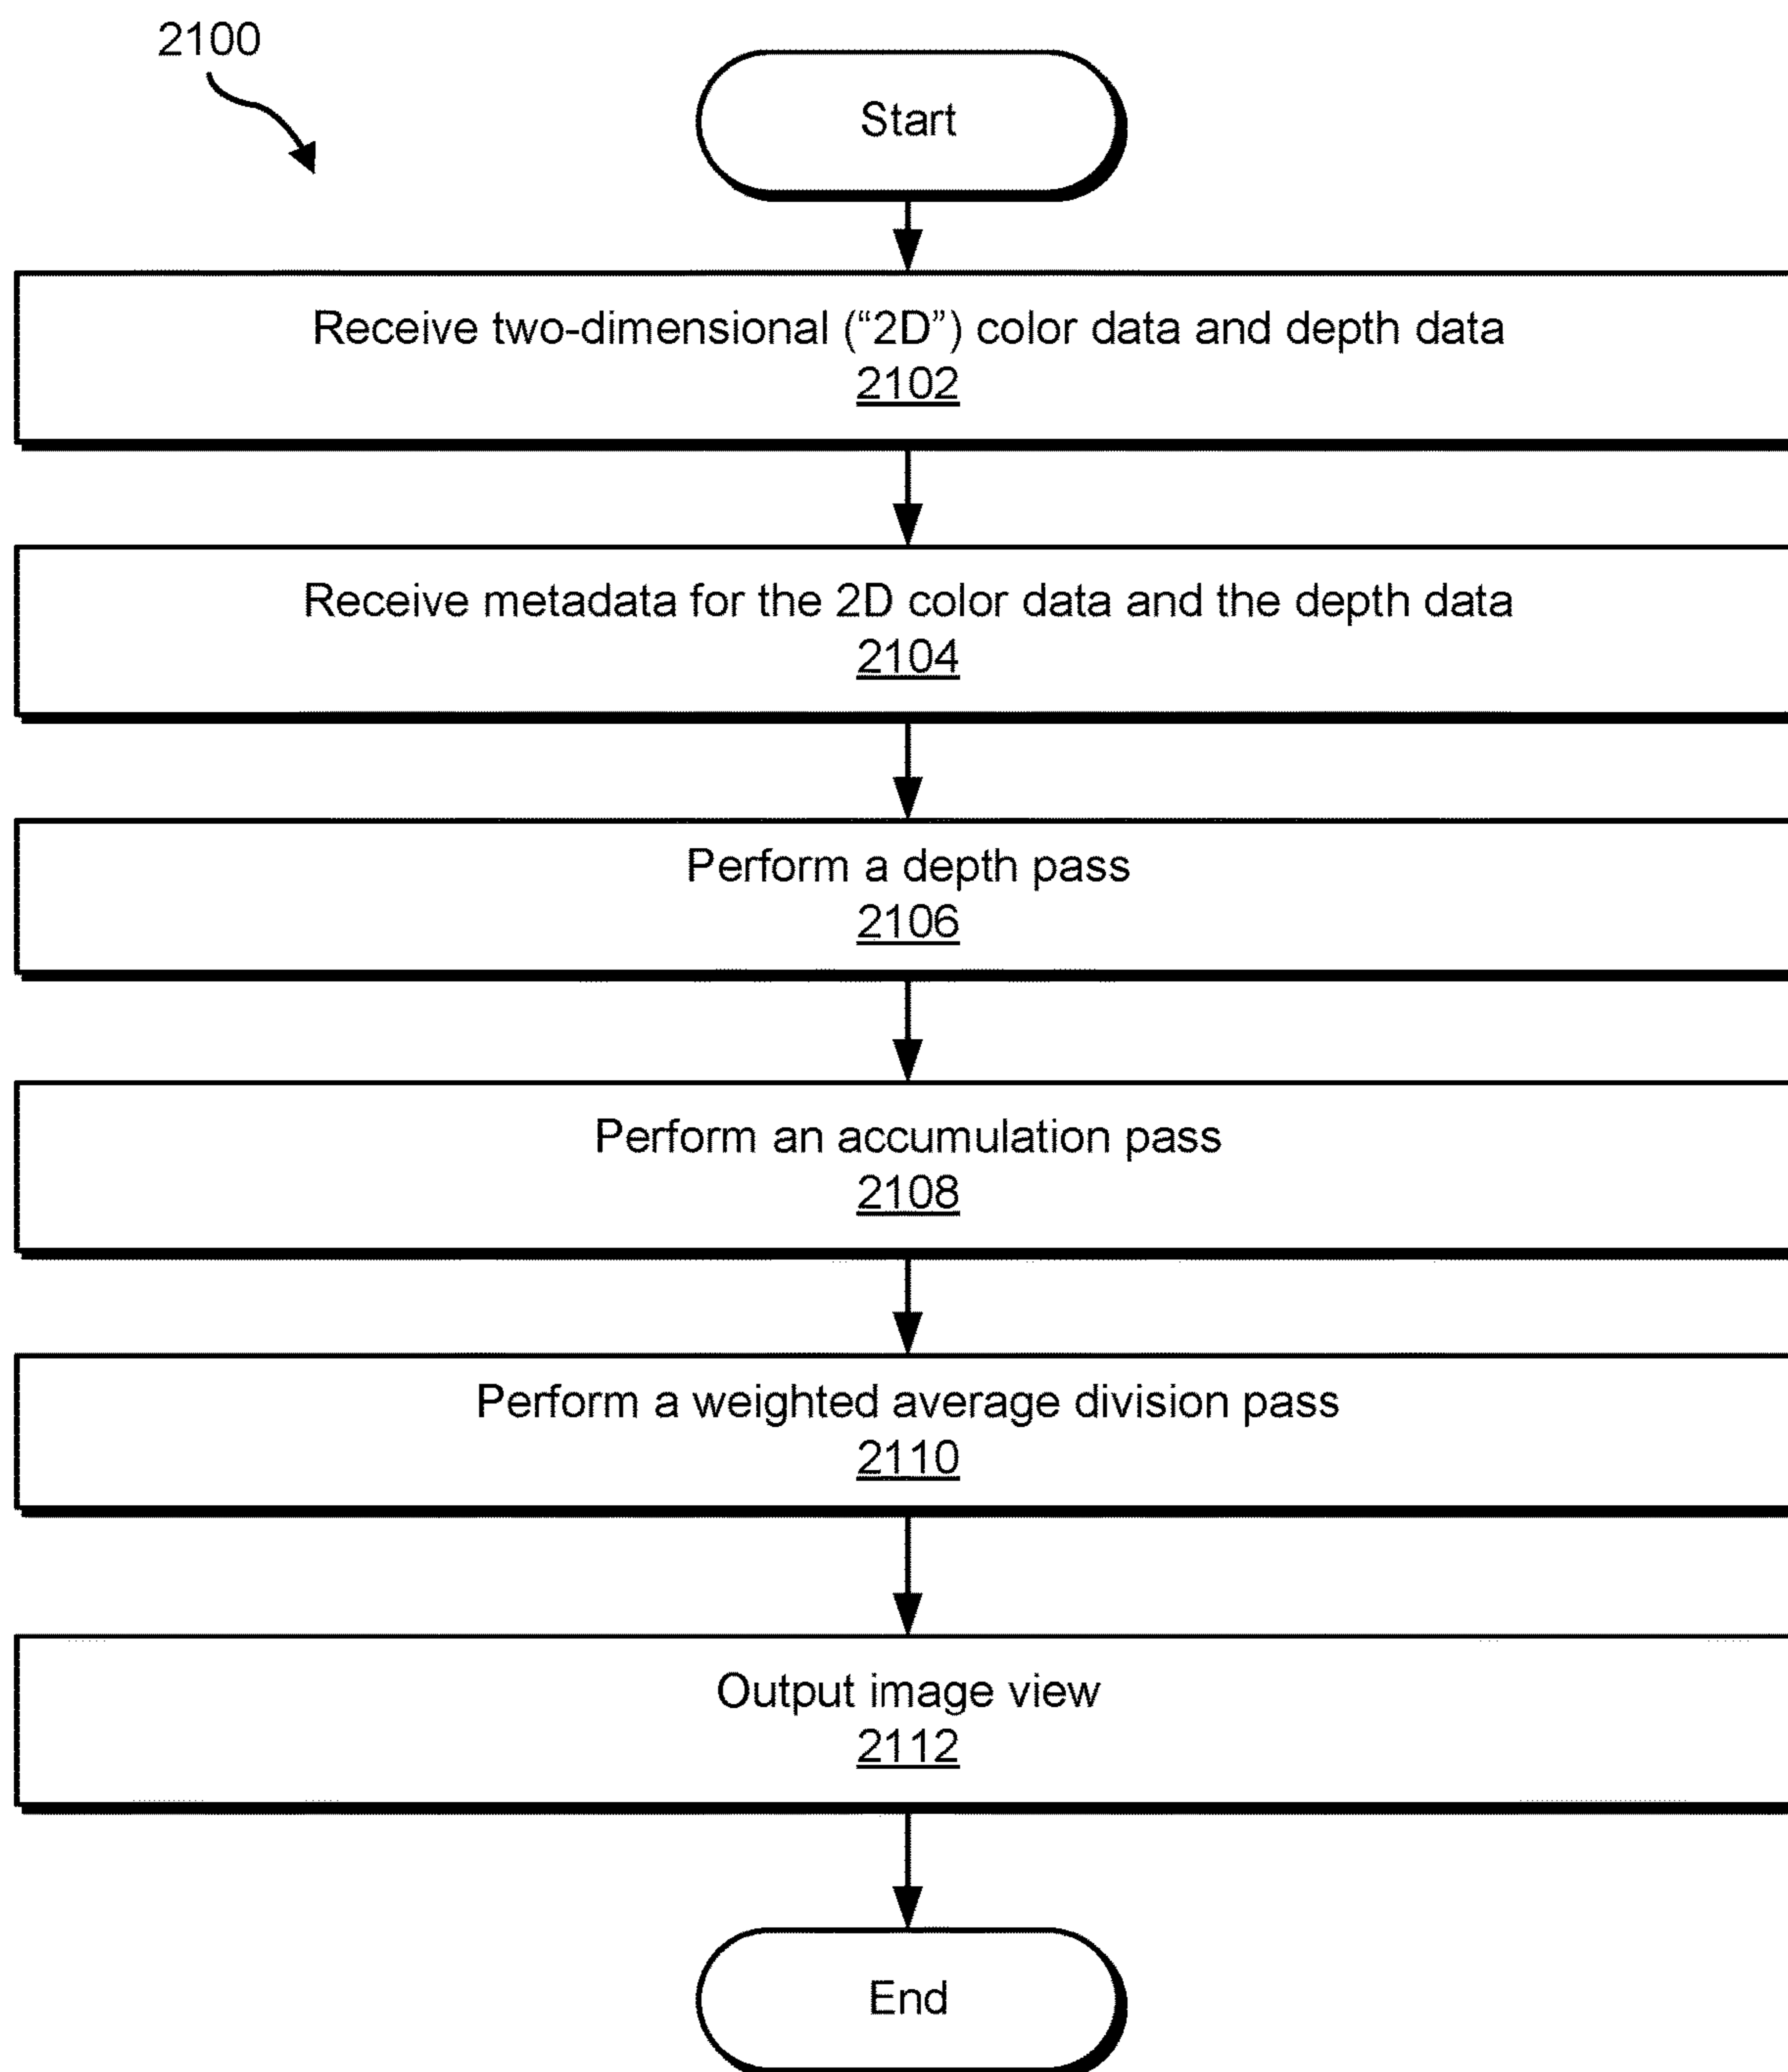 2100
Start
Receive two-dimensional (“2D”) color data and depth data
2102
Receive metadata for the 2D color data and the depth data
2104
Perform a depth pass
2106
Perform an accumulation pass
2108
Perform a weighted average division pass
2110
Output image view
2112
End